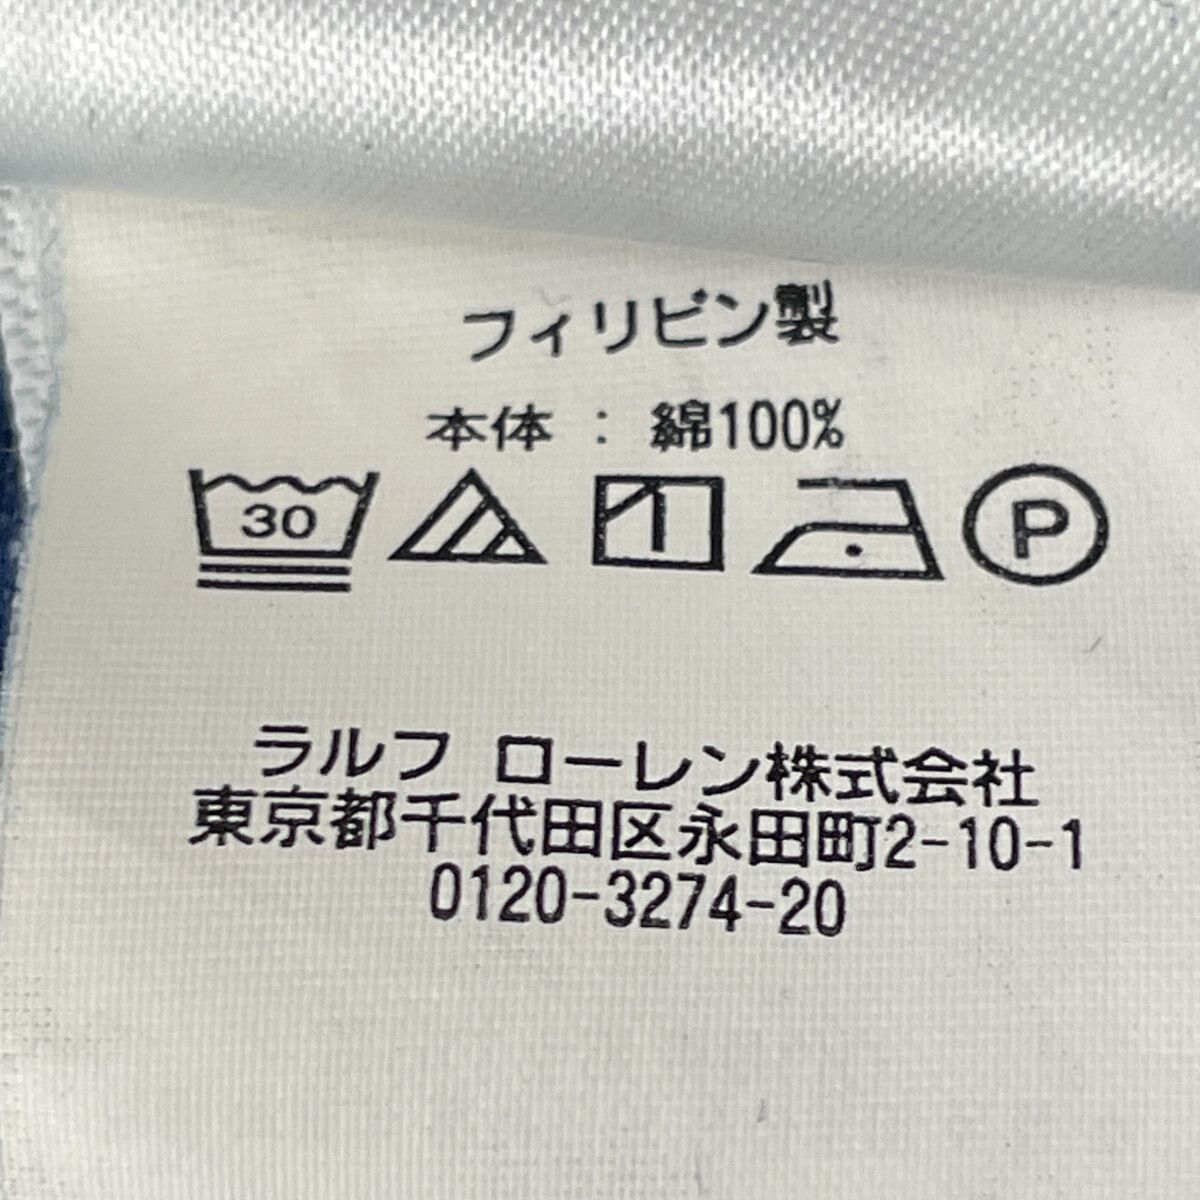 フィリピン製
本体 : 綿100%
30
P
ラルフ ローレン株式会社
東京都千代田区永田町2-10-1
0120-3274-20